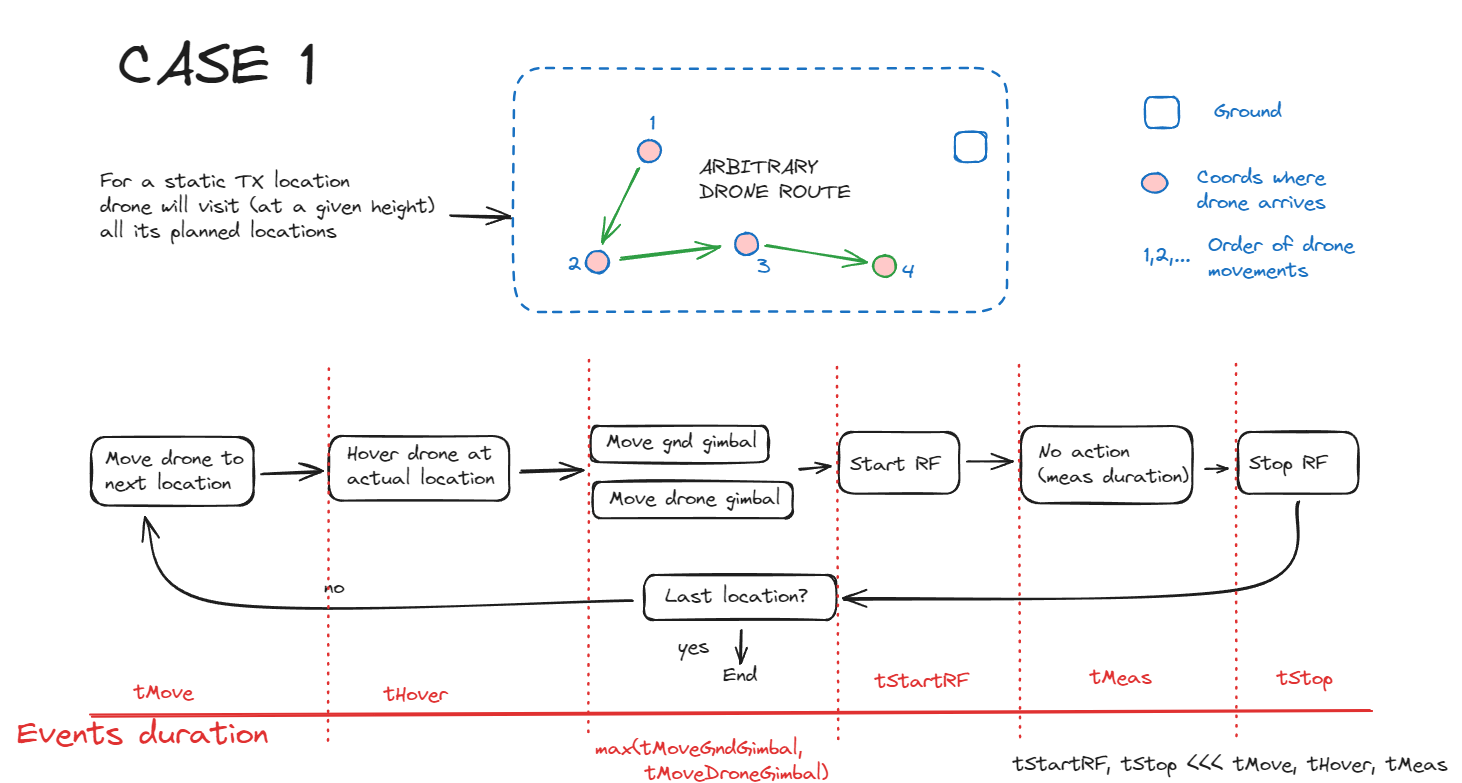 CASE 1
For a static TX location
drone will visit (at a given height)
all its planned locations
1
ARBITRARY
DRONE ROUTE
2
3
4
Ground
Coords where
drone arrives
1,2,... Order of drone
movements
Move drone to
next location
Hover drone at
actual location
Move gnd gimbal
Move drone gimbal
Start RF
No action
(meas duration)
Stop RF
no
Last location?
yes
End
tMove
tHover
tStartRF
tMeas
tStop
Events duration
max(tMoveGndGimbal,
tMoveDroneGimbal)
tStartRF, tStop <<< tMove, tHover, tMeas